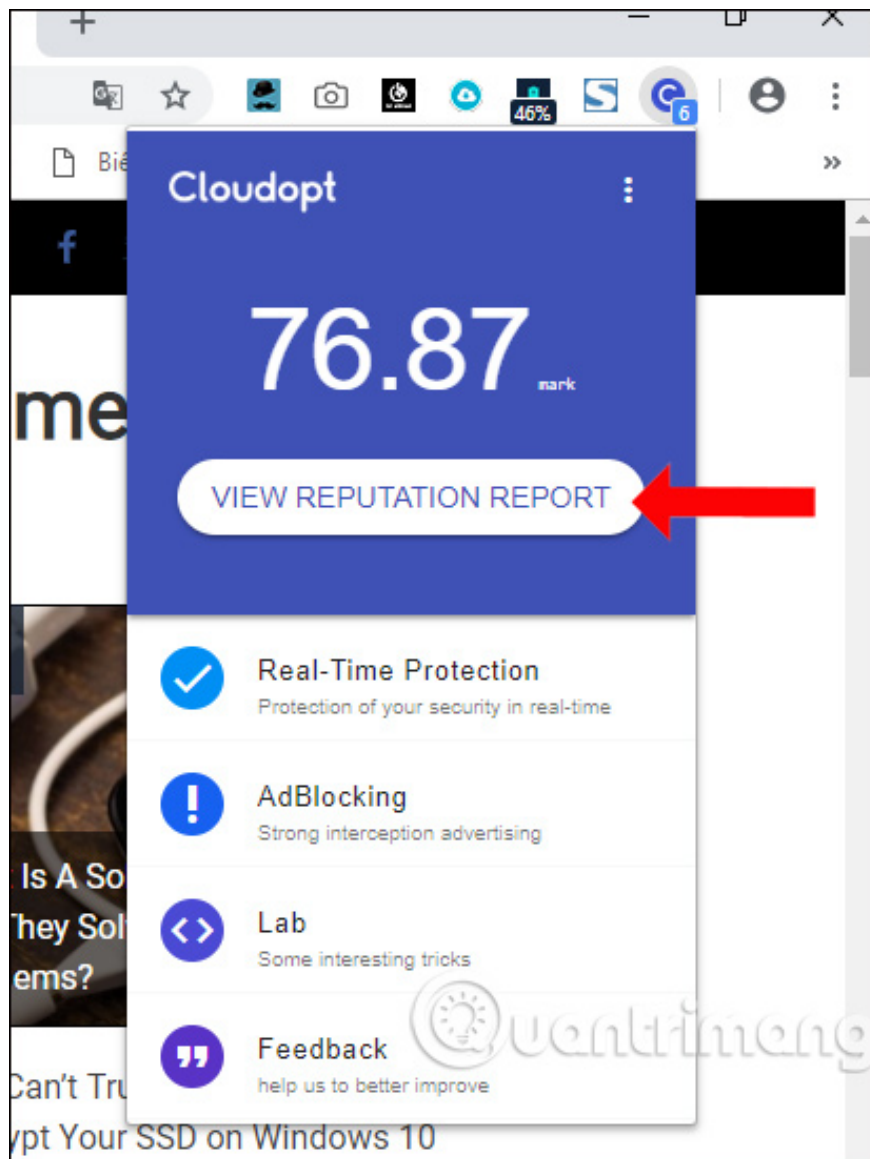 46%
6
Biế
Cloudopt
76.87 mark
me
VIEW REPUTATION REPORT
Real-Time Protection
Protection of your security in real-time
AdBlocking
Strong interception advertising
Is A So
They Sol
ems?
Lab
Some interesting tricks
Feedback
help us to better improve
Quantrimang
Can't Tru
ypt Your SSD on Windows 10